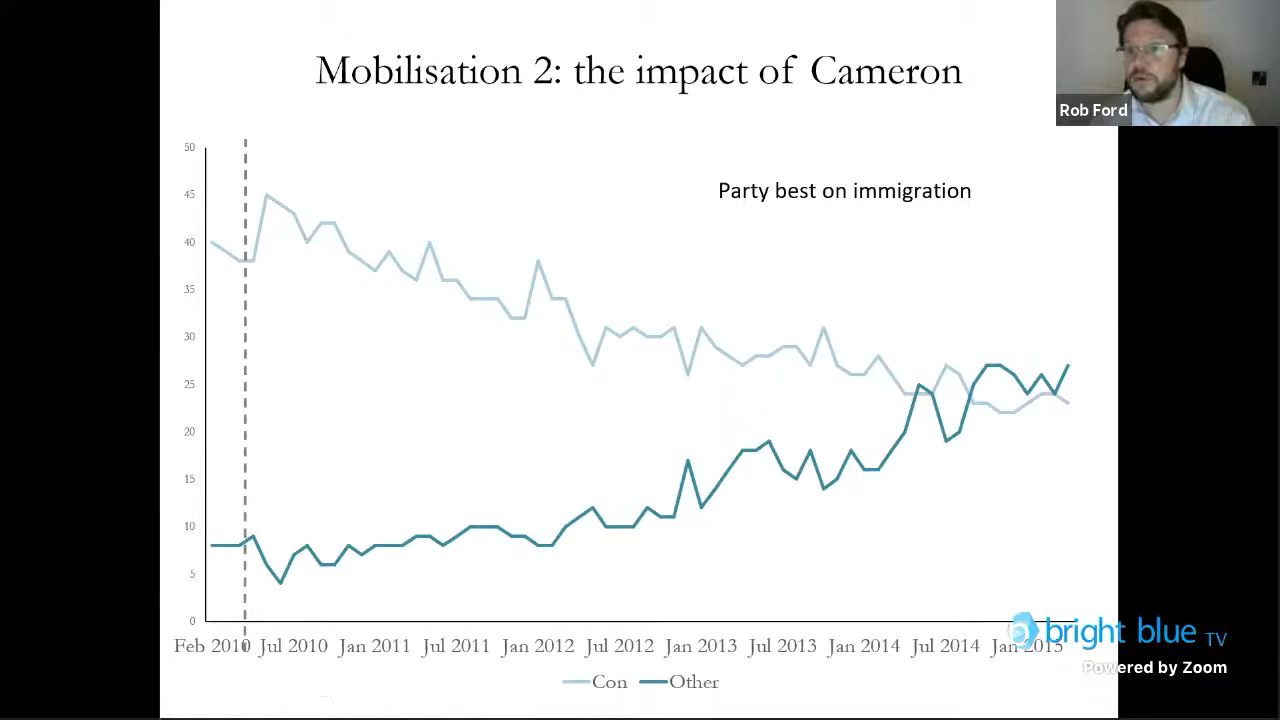 Mobilisation 2: the impact of Cameron
Rob Ford
Party best on immigration
50
45
40
35
30
25
20
15
10
5
0
Feb 2010 Jul 2010 Jan 2011 Jul 2011 Jan 2012 Jul 2012 Jan 2013 Jul 2013 Jan 2014 Jul 2014 Jan 2015
bright blue TV
Powered by Zoom
Con Other